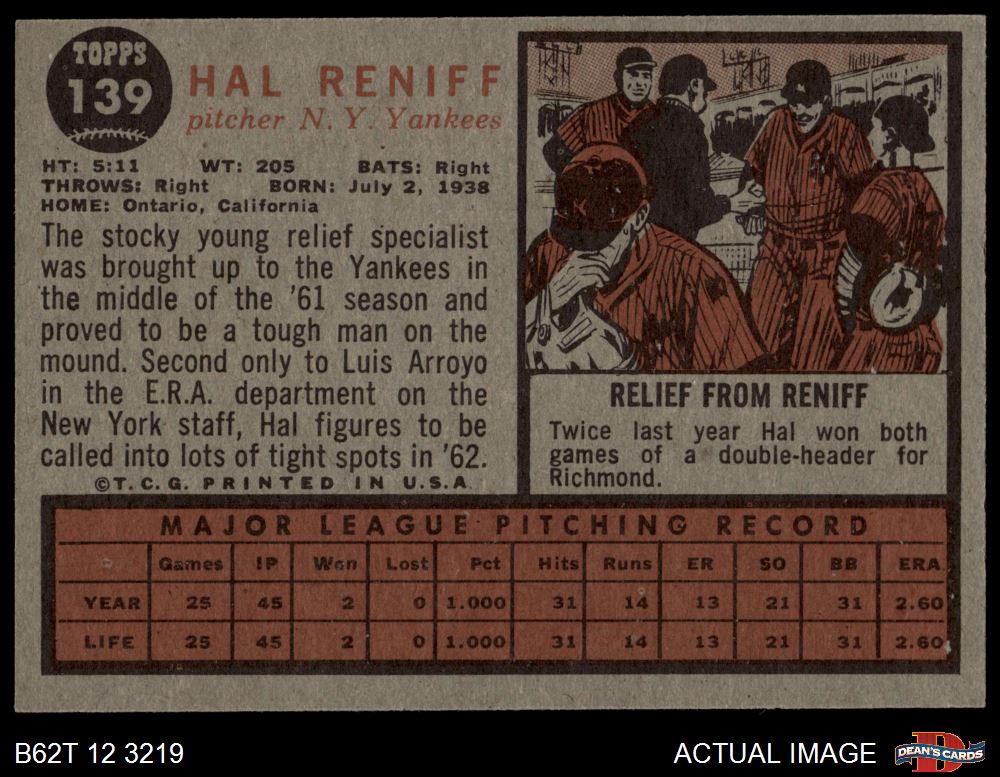 TOPPS
139
HAL RENIFF
pitcher N. Y. Yankees
HT: 5:11 WT: 205 BATS: Right
THROWS: Right BORN: July 2, 1938
HOME: Ontario, California
The stocky young relief specialist
was brought up to the Yankees in
the middle of the '61 season and
proved to be a tough man on the
mound. Second only to Luis Arroyo
in the E.R.A. department on the
New York staff, Hal figures to be
called into lots of tight spots in '62.
©T. C. G. PRINTED IN U.S.A.
RELIEF FROM RENIFF
Twice last year Hal won both
games of a double-header for
Richmond.
MAJOR LEAGUE PITCHING RECORD
Games IP Won Lost Pct Hits Runs ER SO BB ERA
YEAR 25 45 2 0 1.000 31 14 13 21 31 2.60
LIFE 25 45 2 0 1.000 31 14 13 21 31 2.60
B62T 12 3219
ACTUAL IMAGE
DEAN'S CARDS